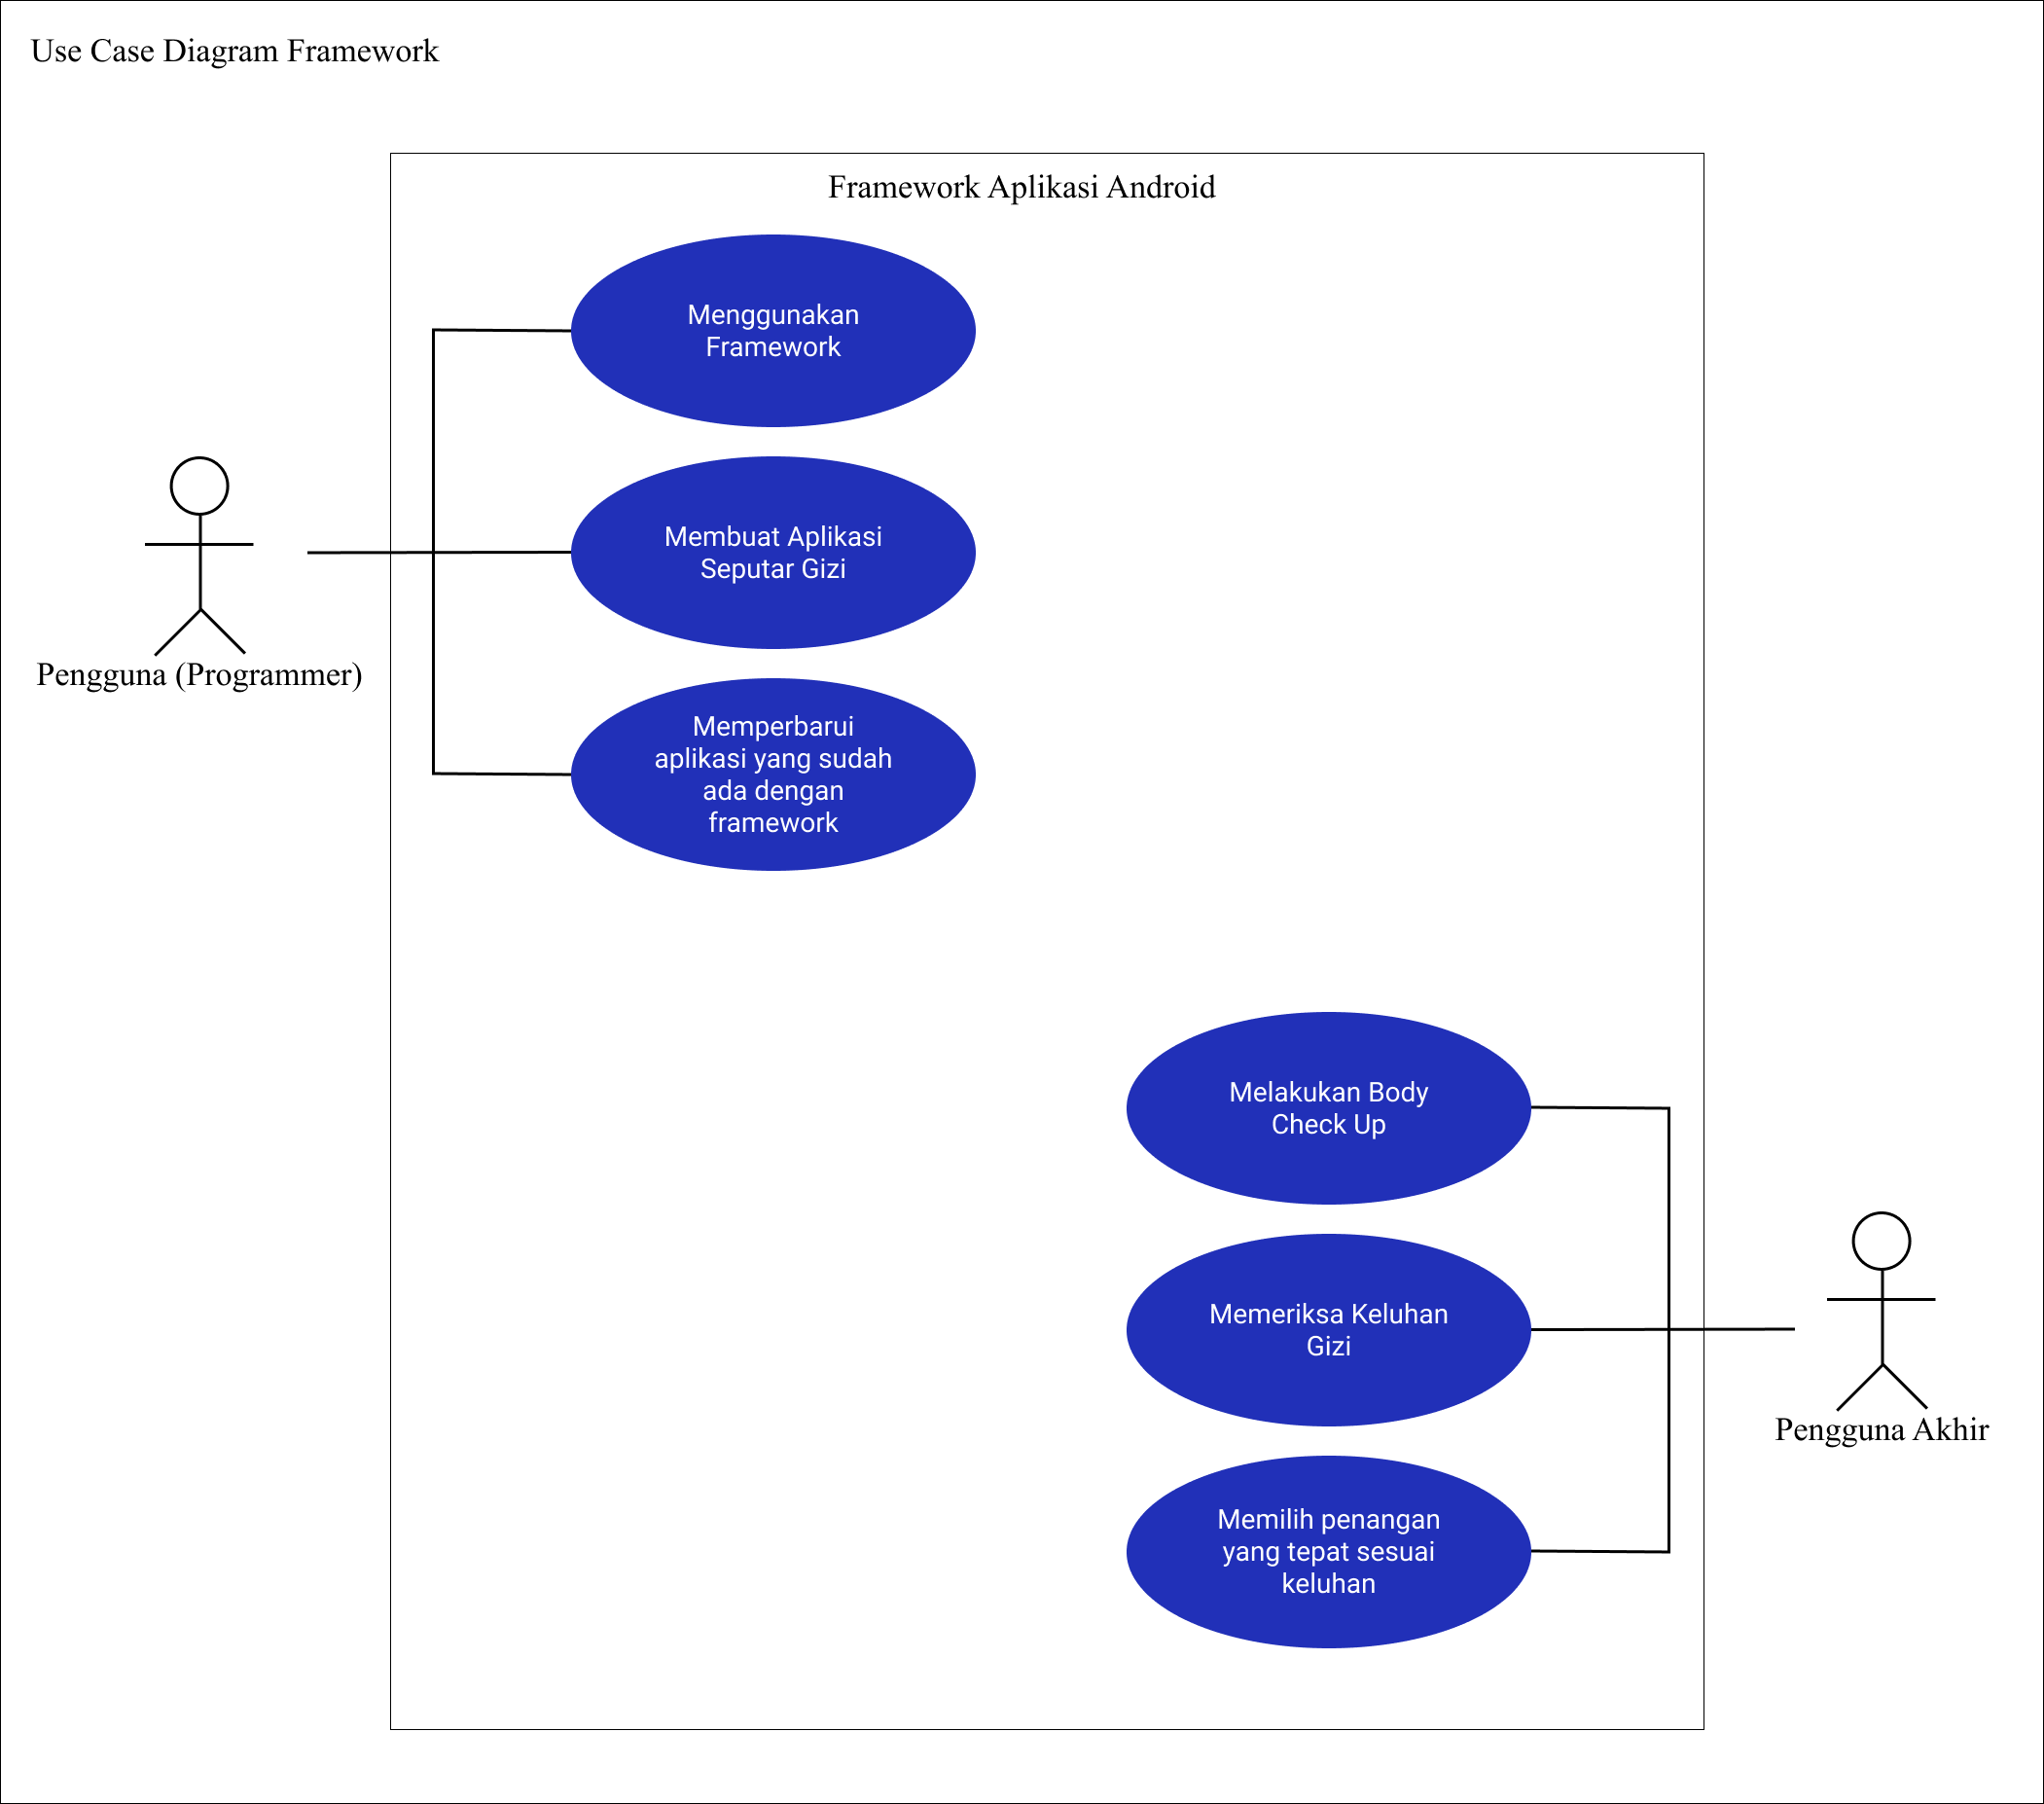 Use Case Diagram Framework
Framework Aplikasi Android
Menggunakan
Framework
Membuat Aplikasi
Seputar Gizi
Pengguna (Programmer)
Memperbarui
aplikasi yang sudah
ada dengan
framework
Melakukan Body
Check Up
Memeriksa Keluhan
Gizi
Pengguna Akhir
Memilih penangan
yang tepat sesuai
keluhan